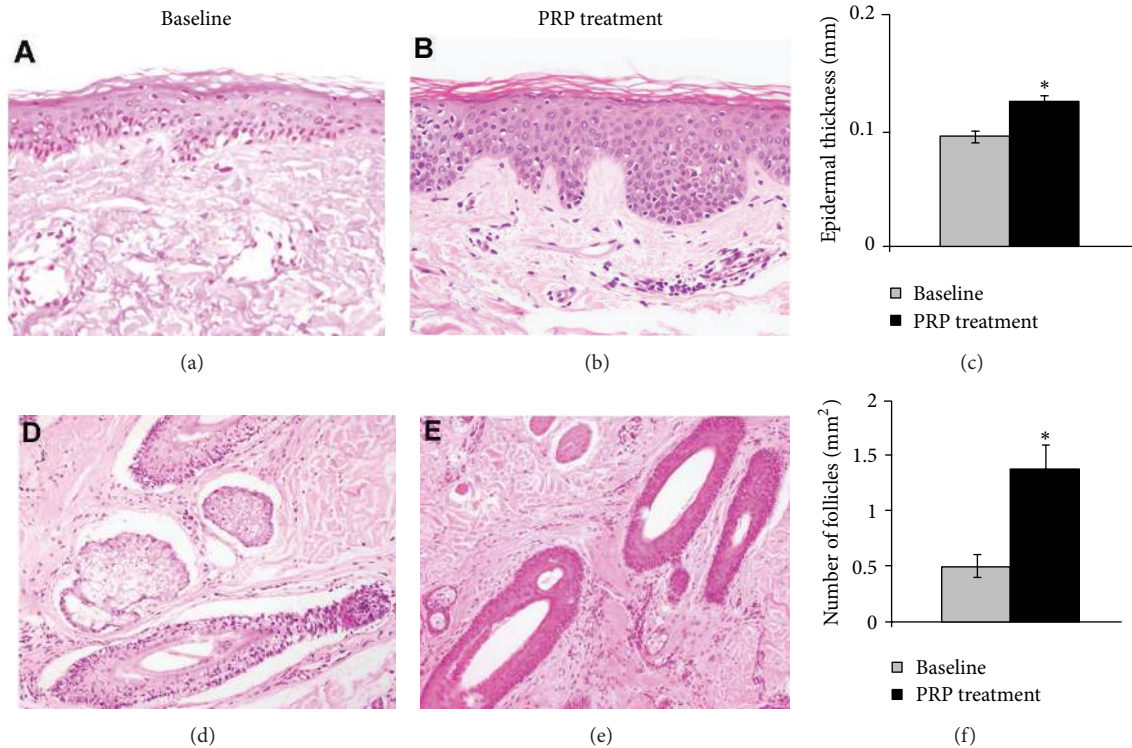 Baseline
PRP treatment
A
B
Epidermal thickness (mm)
0.2
0.1
0
*
Baseline
PRP treatment
(a)
(b)
(c)
D
E
Number of follicles (mm²)
2
1.5
1
0.5
0
*
Baseline
PRP treatment
(d)
(e)
(f)